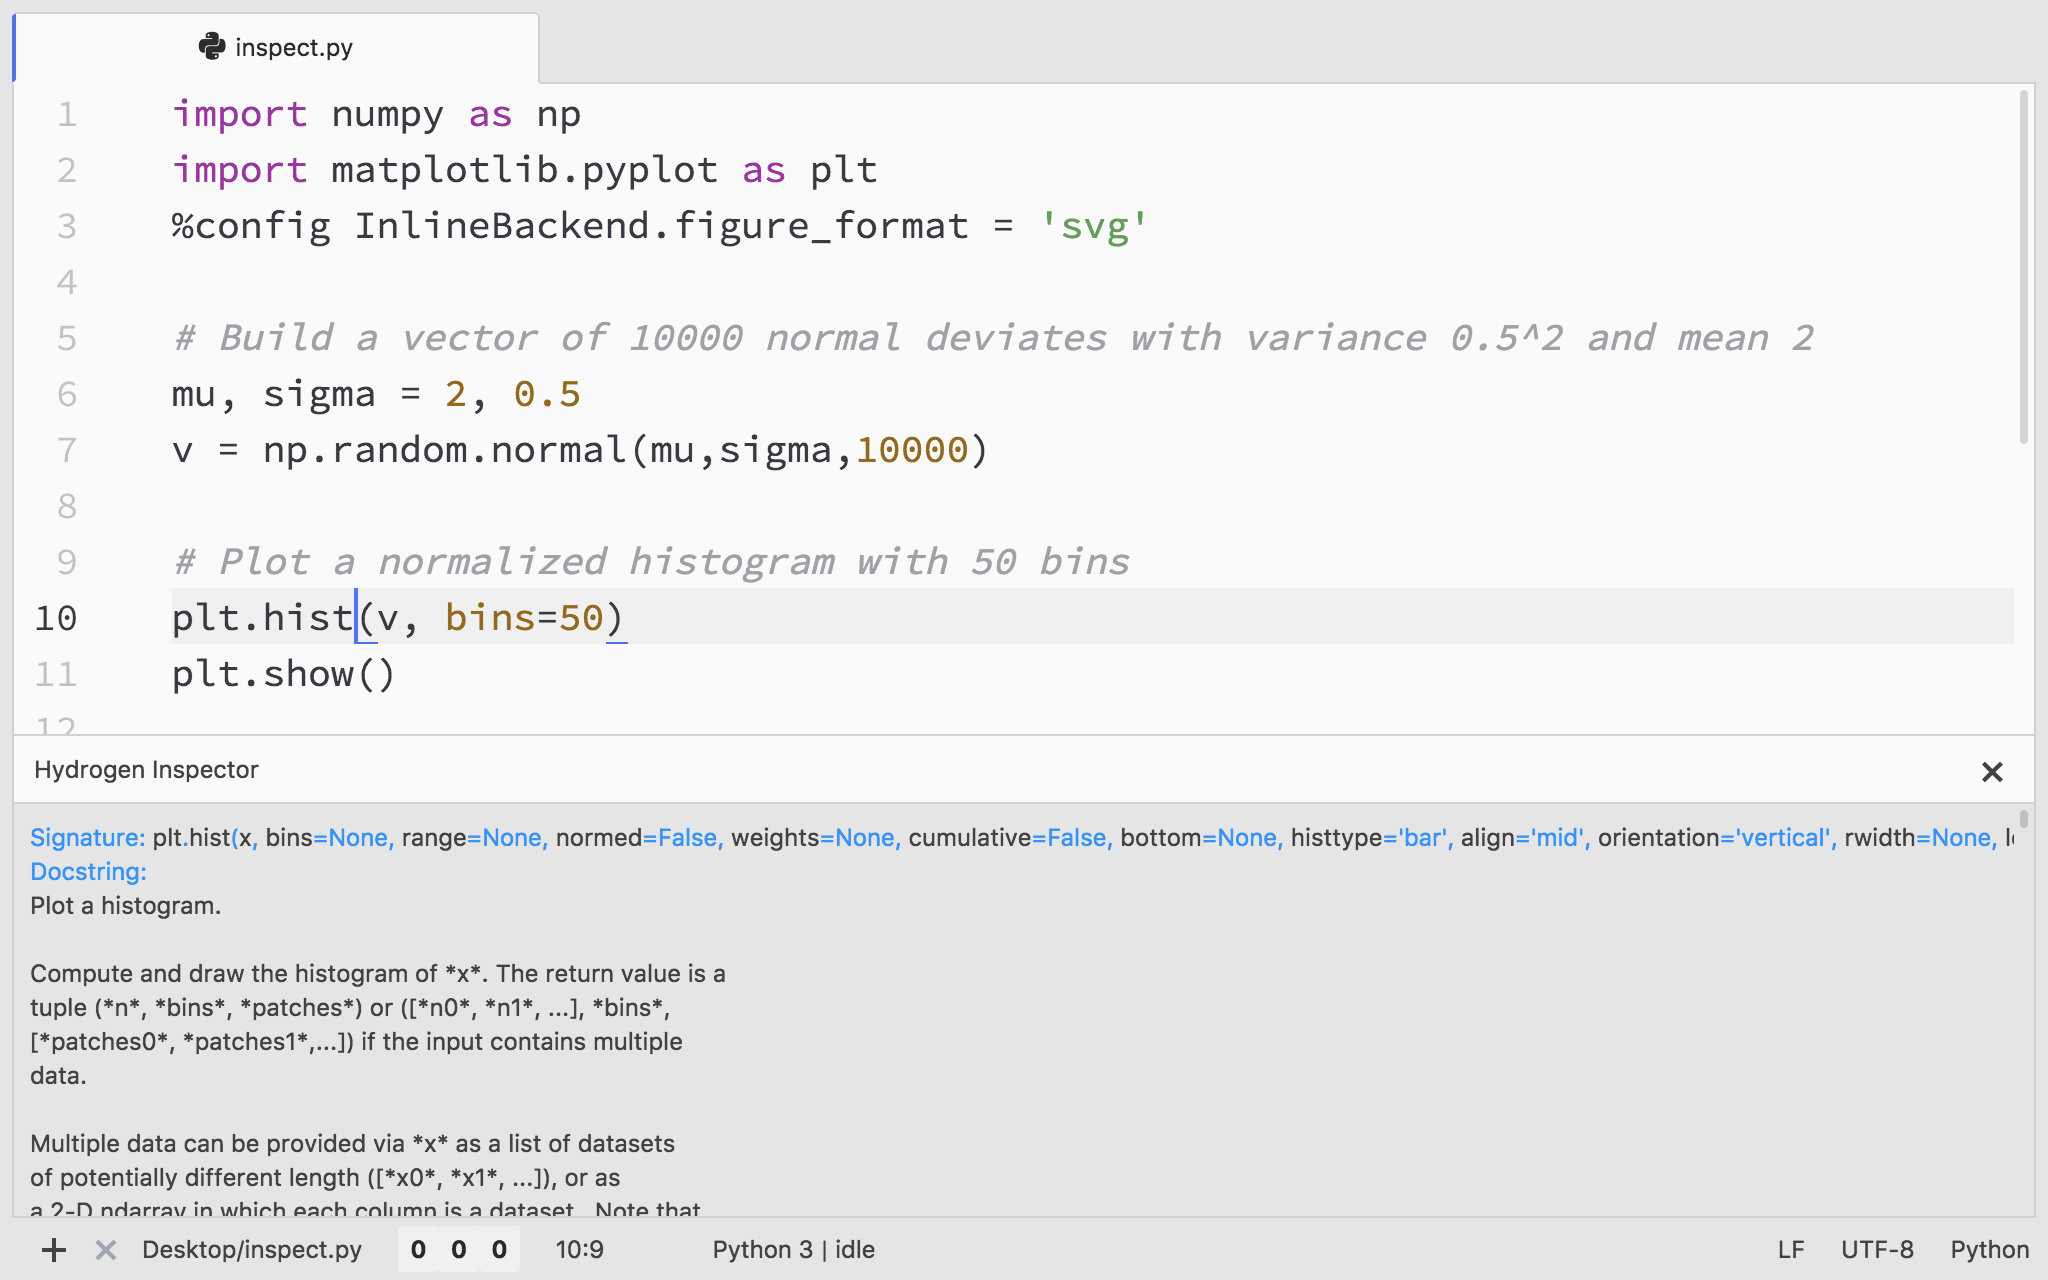 inspect.py
1 import numpy as np
2 import matplotlib.pyplot as plt
3 %config InlineBackend.figure_format = 'svg'
4
5 # Build a vector of 10000 normal deviates with variance 0.5^2 and mean 2
6 mu, sigma = 2, 0.5
7 v = np.random.normal(mu,sigma,10000)
8
9 # Plot a normalized histogram with 50 bins
10 plt.hist(v, bins=50)
11 plt.show()
12
Hydrogen Inspector
Signature: plt.hist(x, bins=None, range=None, normed=False, weights=None, cumulative=False, bottom=None, histtype='bar', align='mid', orientation='vertical', rwidth=None,
Docstring:
Plot a histogram.
Compute and draw the histogram of *x*. The return value is a
tuple (*n*, *bins*, *patches*) or ([*n0*, *n1*, ...], *bins*,
[*patches0*, *patches1*,...]) if the input contains multiple
data.
Multiple data can be provided via *x* as a list of datasets
of potentially different length ([*x0*, *x1*, ...]), or as
a 2-D ndarray in which each column is a dataset. Note that
Desktop/inspect.py 0 0 0 10:9 Python 3 | idle LF UTF-8 Python